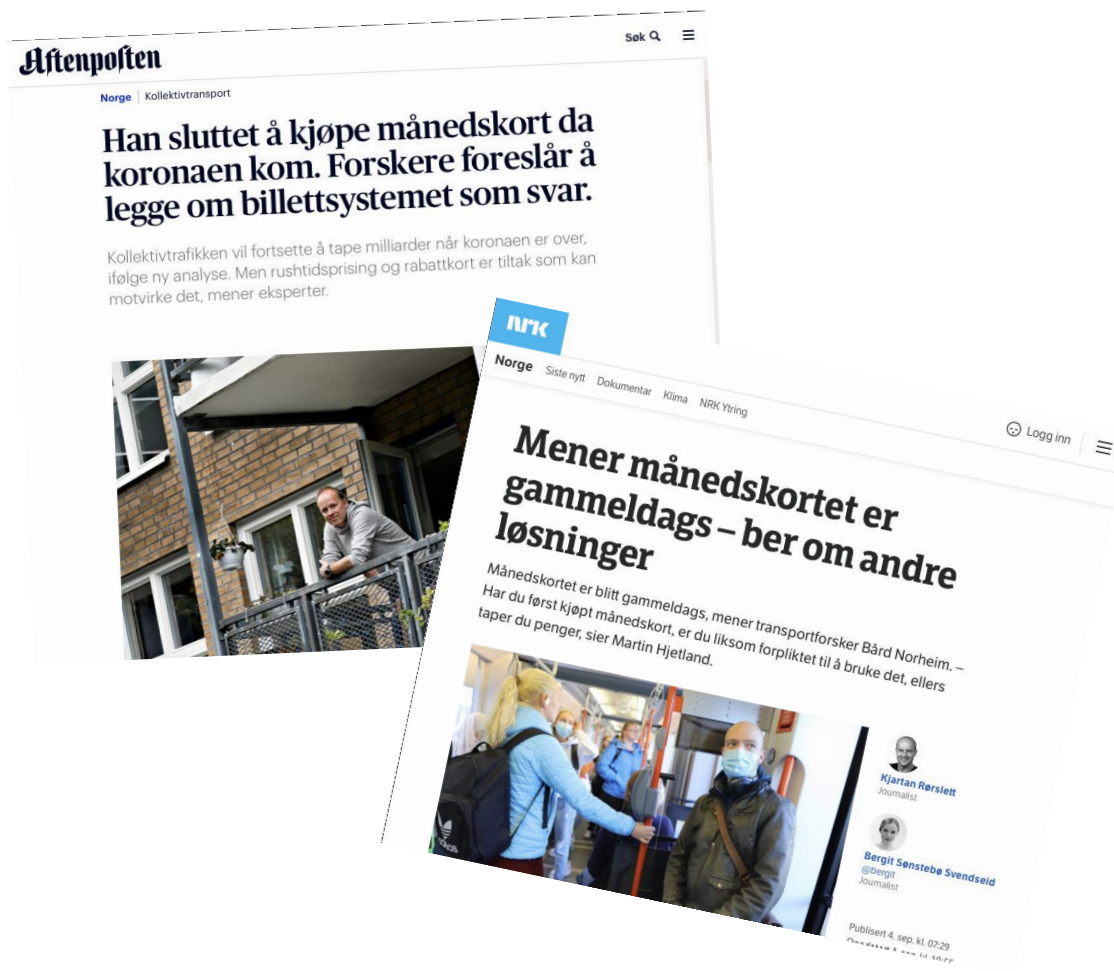 Aftenposten
Søk
Norge | Kollektivtransport
Han sluttet å kjøpe månedskort da
koronaen kom. Forskere foreslår å
legge om billettsystemet som svar.
Kollektivtrafikken vil fortsette å tape milliarder når koronaen er over,
ifølge ny analyse. Men rushtidsprising og rabattkort er tiltak som kan
motvirke det, mener eksperter.
NRK
Norge Siste nytt Dokumentar Klima NRK Ytring
Logg inn
Mener månedskortet er
gammeldags – ber om andre
løsninger
Månedskortet er blitt gammeldags, mener transportforsker Bård Norheim. –
Har du først kjøpt månedskort, er du liksom forpliktet til å bruke det, ellers
taper du penger, sier Martin Hjetland.
adidas
Kjartan Rørslett
Journalist
Bergit Sønstebø Svendseid
@bergit
Journalist
Publisert 4. sep. kl. 07:29